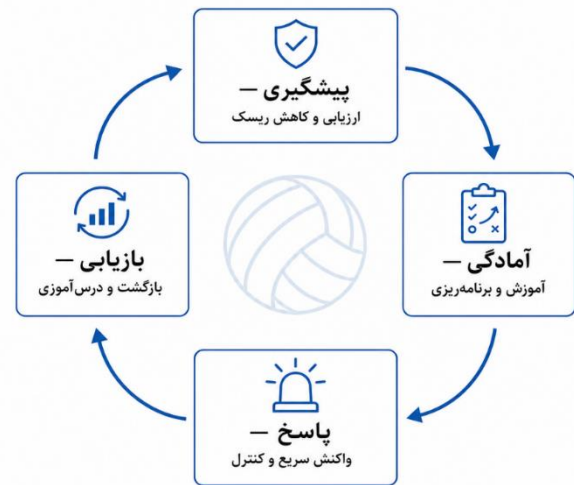 پیشگیری —
ارزیابی و کاهش ریسک
آمادگی —
آموزش و برنامه‌ریزی
پاسخ —
واکنش سریع و کنترل
بازیابی —
بازگشت و درس‌آموزی